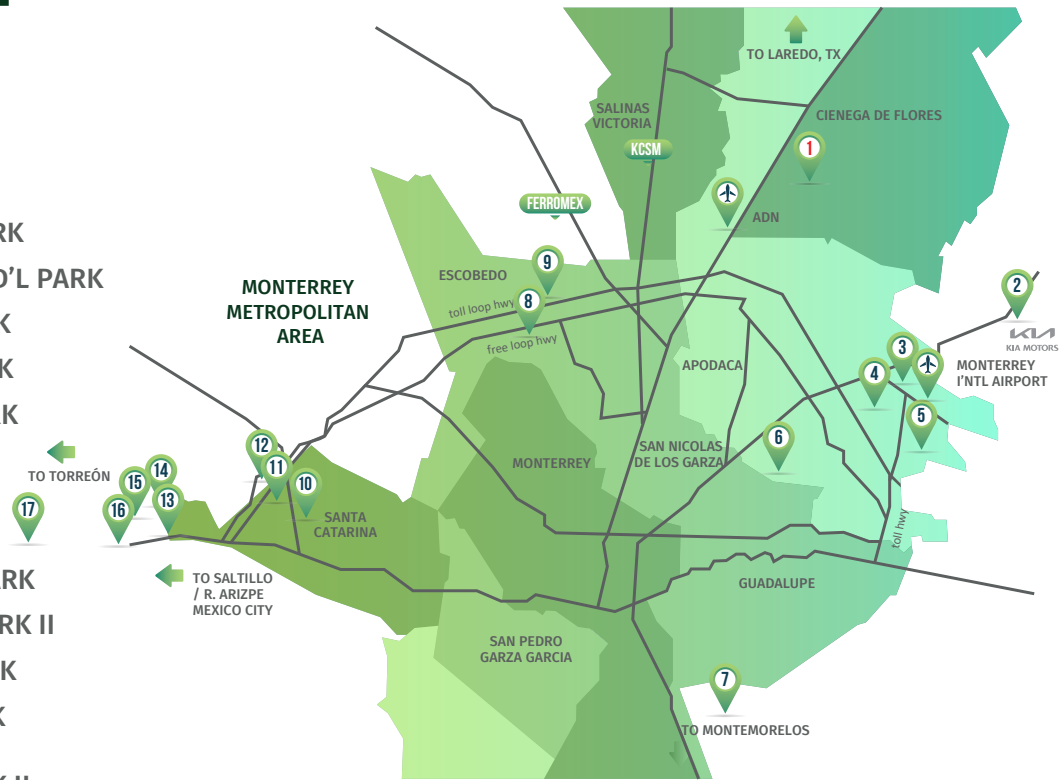 RK
D'L PARK
K
K
RK
ARK
RK II
K
K
K II
MONTERREY
METROPOLITAN
AREA
TO LAREDO, TX
SALINAS
VICTORIA
CIENEGA DE FLORES
KCSM
1
ADN
FERROMEX
9
ESCOBEDO
8
toll loop hwy
free loop hwy
2
KIA
KIA MOTORS
3
MONTERREY
I'NTL AIRPORT
4
APODACA
5
6
SAN NICOLAS
DE LOS GARZA
MONTERREY
12
11
10
TO TORREÓN
14
15
13
16
17
SANTA
CATARINA
toll hwy
TO SALTILLO
/ R. ARIZPE
MEXICO CITY
GUADALUPE
SAN PEDRO
GARZA GARCIA
7
TO MONTEMORELOS